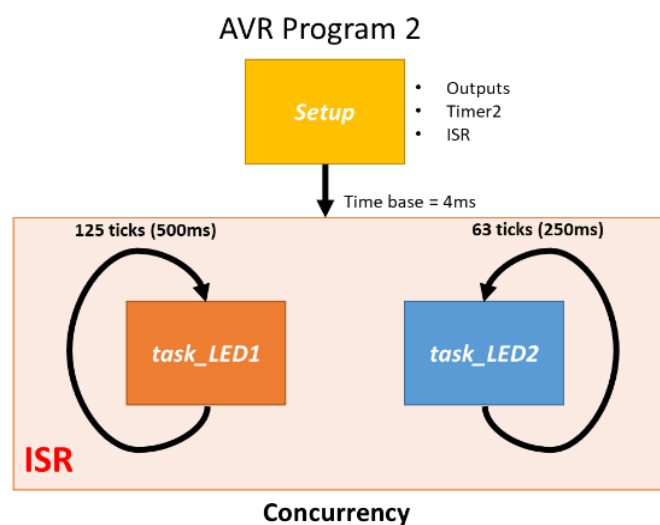 AVR Program 2
Setup
• Outputs
• Timer2
• ISR
Time base = 4ms
125 ticks (500ms)
63 ticks (250ms)
task_LED1
task_LED2
ISR
Concurrency